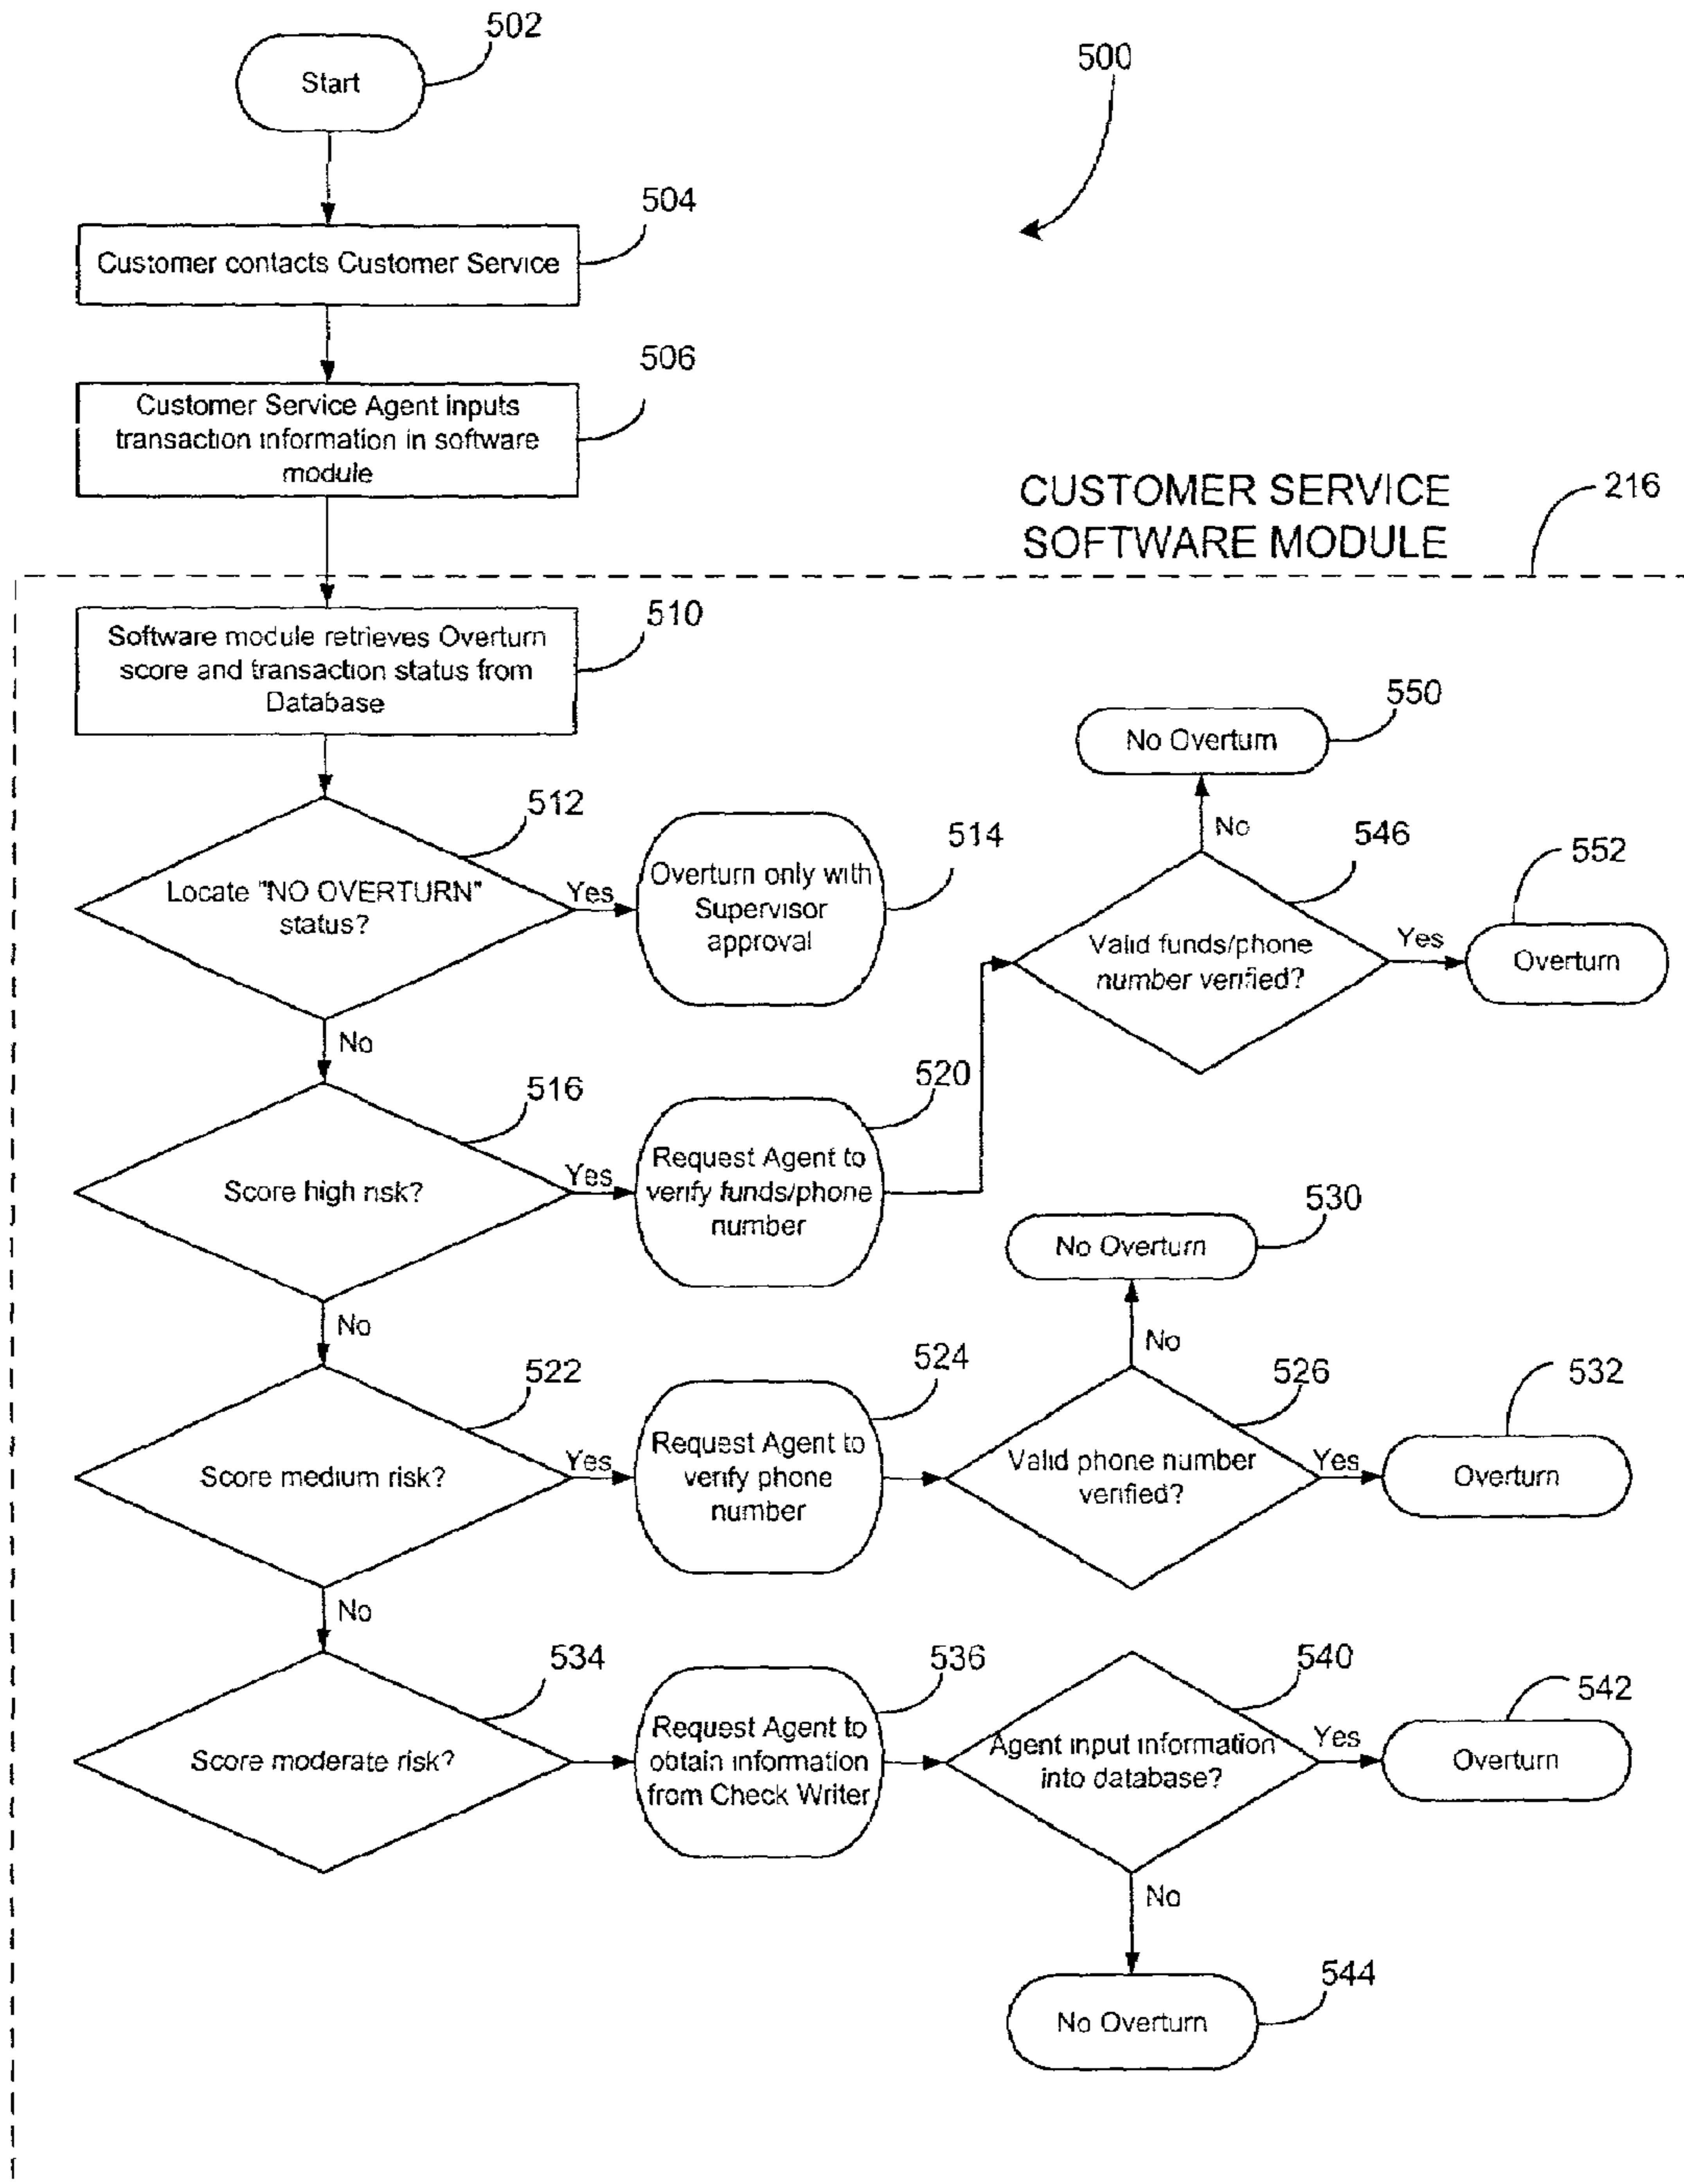 502
Start
500
504
Customer contacts Customer Service
506
Customer Service Agent inputs
transaction information in software
module
CUSTOMER SERVICE
SOFTWARE MODULE
216
510
Software module retrieves Overturn
score and transaction status from
Database
550
No Overturn
512
Locate "NO OVERTURN"
status?
Yes
514
Overturn only with
Supervisor
approval
No
546
Valid funds/phone
number verified?
Yes
552
Overturn
No
516
Score high risk?
Yes
520
Request Agent to
verify funds/phone
number
530
No Overturn
No
522
Score medium risk?
Yes
524
Request Agent to
verify phone
number
No
526
Valid phone number
verified?
Yes
532
Overturn
No
534
Score moderate risk?
536
Request Agent to
obtain information
from Check Writer
540
Agent input information
into database?
Yes
542
Overturn
No
544
No Overturn